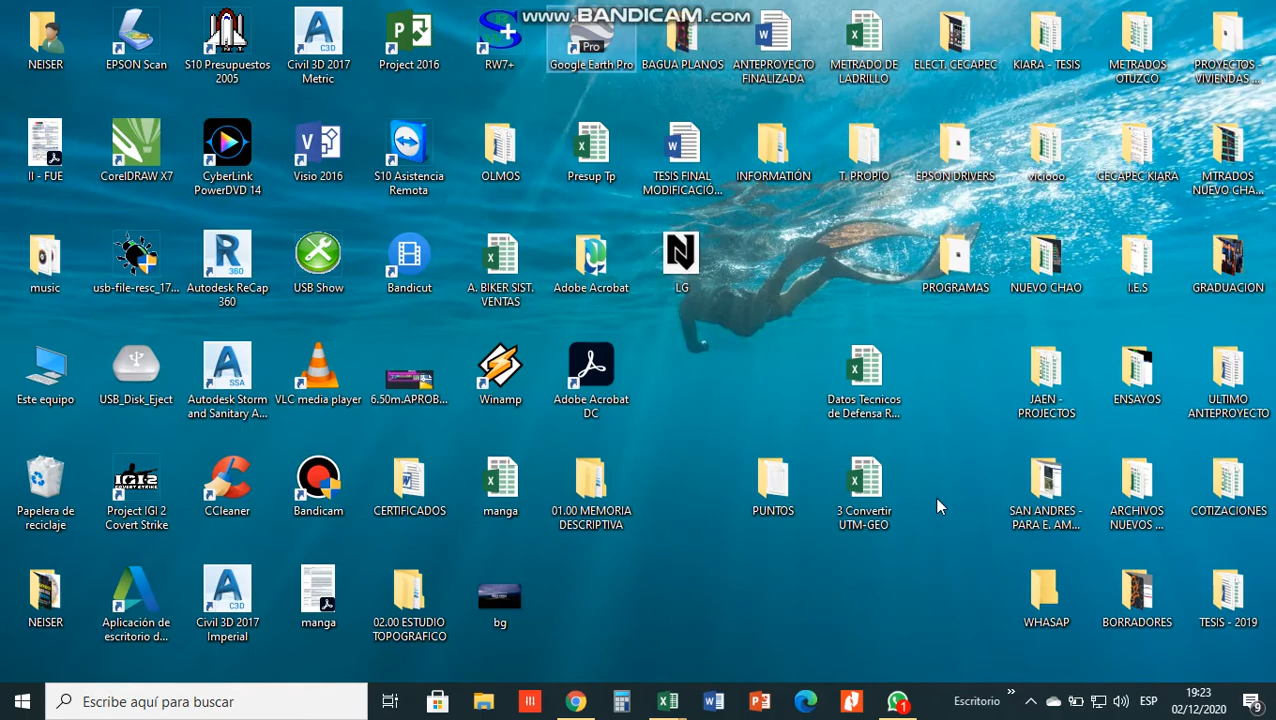 www.BANDICAM.com
NEISER
EPSON Scan
S10 Presupuestos
2005
Civil 3D 2017
Metric
Project 2016
RW7+
Pro
Google Earth Pro
BAGUA PLANOS
ANTEPROYECTO
FINALIZADA
METRADO DE
LADRILLO
ELECT. CECAPEC
KIARA - TESIS
METRADOS
OTUZCO
PROYECTOS
VIVIENDAS ...
II - FUE
CorelDRAW X7
CyberLink
PowerDVD 14
Visio 2016
S10 Asistencia
Remota
OLMOS
Presup Tp
TESIS FINAL
MODIFICACIÓ...
INFORMATIÓN
T. PROPIO
EPSON DRIVERS
viciooo
CECAPEC KIARA
MTRADOS
NUEVO CHA...
music
usb-file-resc_17...
Autodesk ReCap
360
USB Show
Bandicut
A. BIKER SIST.
VENTAS
Adobe Acrobat
LG
PROGRAMAS
NUEVO CHAO
I.E.S
GRADUACION
Este equipo
USB_Disk_Eject
Autodesk Storm
and Sanitary A...
VLC media player
6.50m.APROB...
Winamp
Adobe Acrobat
DC
Datos Tecnicos
de Defensa R...
JAEN -
PROJECTOS
ENSAYOS
ULTIMO
ANTEPROYECTO
Papelera de
reciclaje
Project IGI 2
Covert Strike
CCleaner
Bandicam
CERTIFICADOS
manga
01.00 MEMORIA
DESCRIPTIVA
PUNTOS
3 Convertir
UTM-GEO
SAN ANDRES -
PARA E. AM...
ARCHIVOS
NUEVOS ...
COTIZACIONES
NEISER
Aplicación de
escritorio d...
Civil 3D 2017
Imperial
manga
02.00 ESTUDIO
TOPOGRAFICO
bg
WHASAP
BORRADORES
TESIS - 2019
Escribe aquí para buscar
1
Escritorio
ESP
19:23
02/12/2020
9